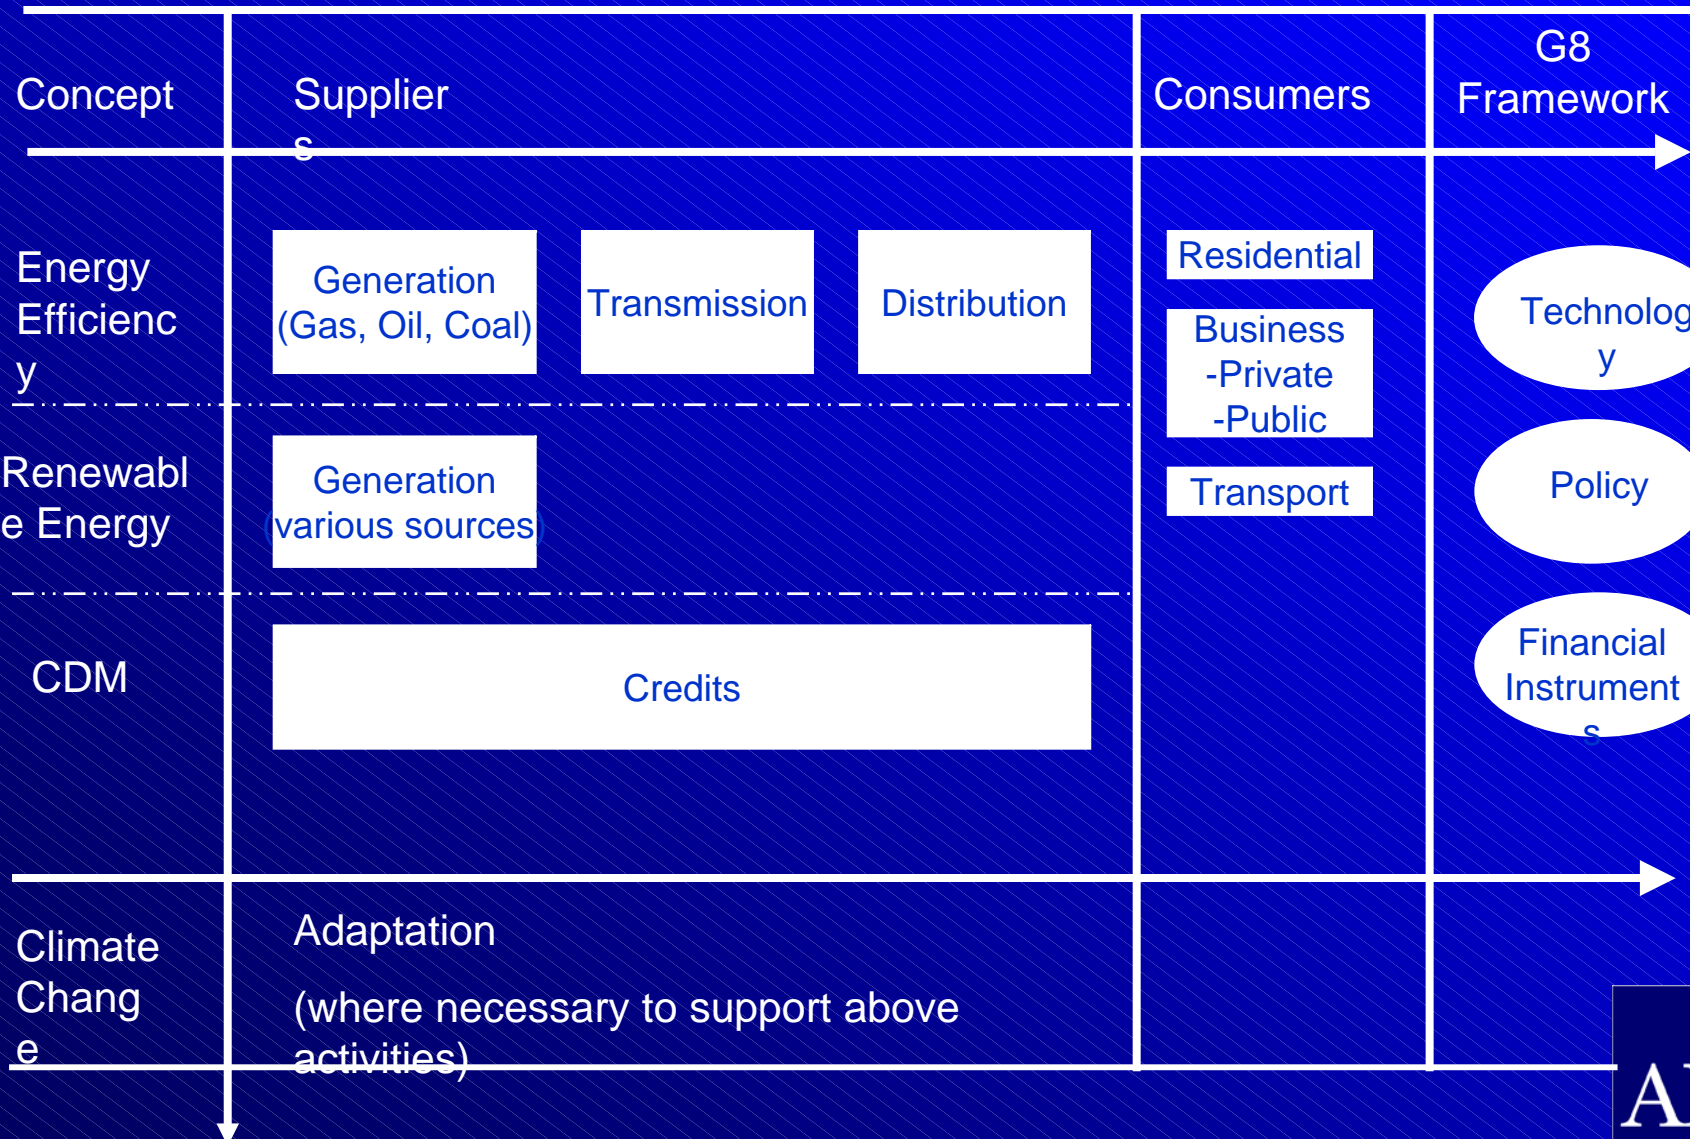 Concept
Supplier
s
Consumers
G8
Framework
Energy
Efficienc
y
Generation
(Gas, Oil, Coal)
Transmission
Distribution
Residential
Business
-Private
-Public
Transport
Technolog
y
Renewabl
e Energy
Generation
(various sources)
Policy
CDM
Credits
Financial
Instrument
s
Climate
Chang
e
Adaptation
(where necessary to support above
activities)